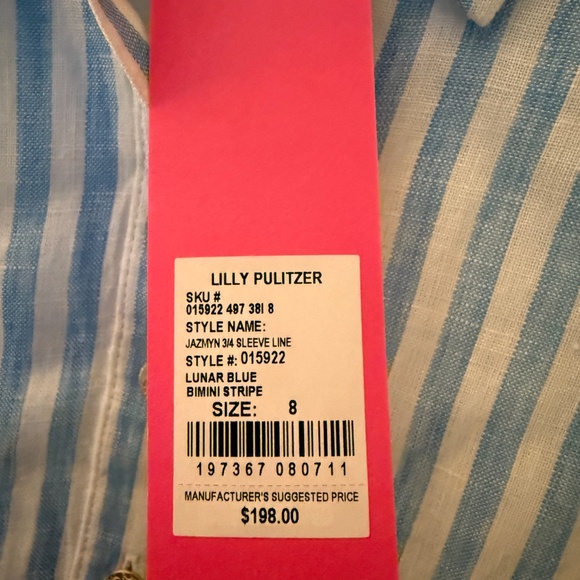 LILLY PULITZER
SKU #
015922 497 38I 8
STYLE NAME:
JAZMYN 3/4 SLEEVE LINE
STYLE #: 015922
LUNAR BLUE
BIMINI STRIPE
SIZE: 8
197367 080711
MANUFACTURER'S SUGGESTED PRICE
$198.00